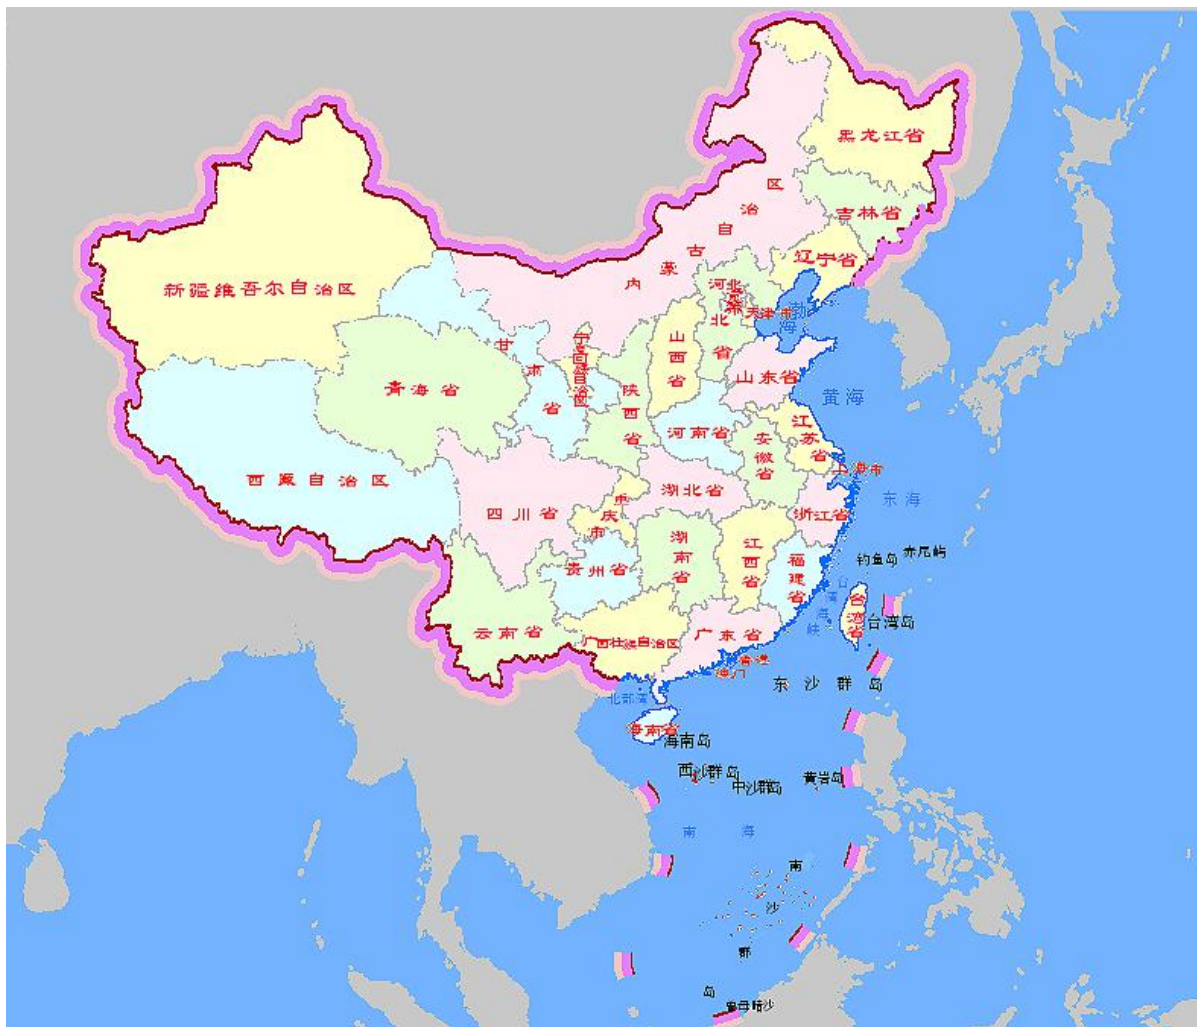 黑龙江省
吉林省
辽宁省
内蒙古自治区
新疆维吾尔自治区
河北
北
省
天津市
渤
海
山西省
宁夏回族自治区
甘肃省
青海省
陕西省
山东省
黄海
河南省
江苏省
安徽省
上海市
西藏自治区
四川省
重庆市
湖北省
浙江省
东海
湖南省
江西省
贵州省
福建省
钓鱼岛
赤尾屿
台湾海峡
台湾省
台湾岛
云南省
广西壮族自治区
广东省
香港
澳门
东沙群岛
北部湾
海南省
海南岛
西沙群岛
中沙群岛
黄岩岛
南海
南沙群岛
曾母暗沙